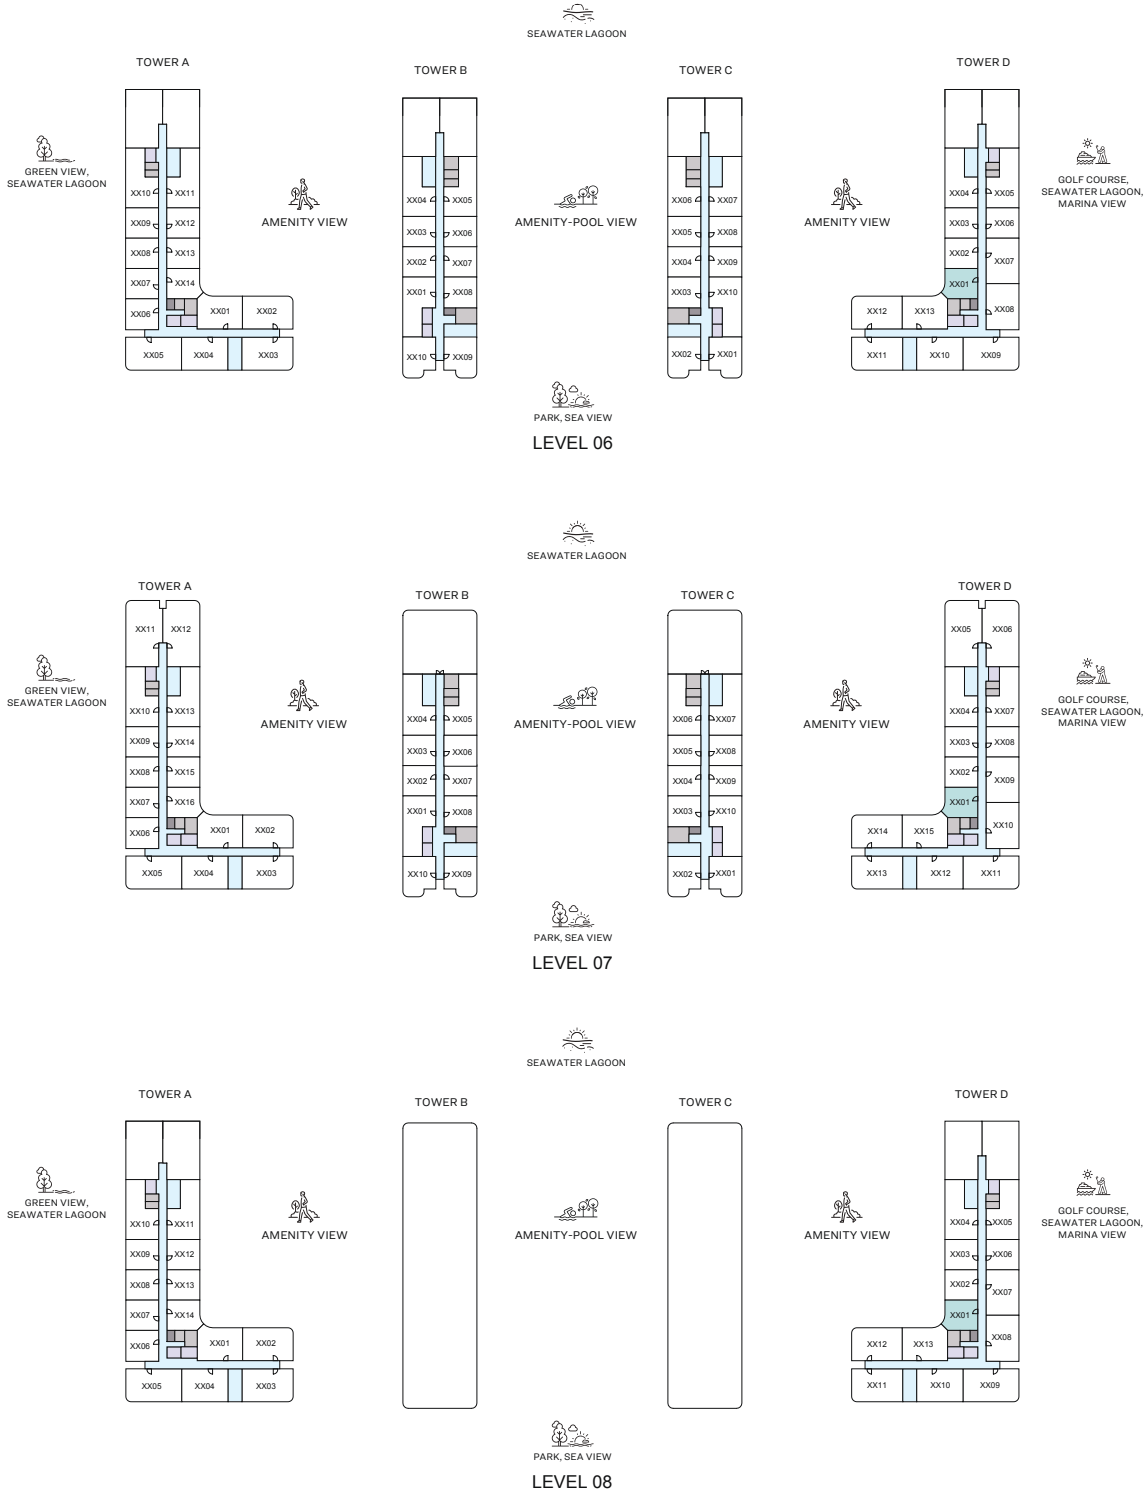 SEAWATER LAGOON
TOWER A
TOWER B
TOWER C
TOWER D
GREEN VIEW,
SEAWATER LAGOON
AMENITY VIEW
AMENITY-POOL VIEW
AMENITY VIEW
GOLF COURSE,
SEAWATER LAGOON,
MARINA VIEW
XX10 XX11
XX09 XX12
XX08 XX13
XX07 XX14
XX06 XX01 XX02
XX05 XX04 XX03
XX04 XX05
XX03 XX06
XX02 XX07
XX01 XX08
XX10 XX09
XX06 XX07
XX05 XX08
XX04 XX09
XX03 XX10
XX02 XX01
XX04 XX05
XX03 XX06
XX02 XX07
XX01
XX12 XX13 XX08
XX11 XX10 XX09
PARK, SEA VIEW
LEVEL 06
SEAWATER LAGOON
TOWER A
TOWER B
TOWER C
TOWER D
GREEN VIEW,
SEAWATER LAGOON
AMENITY VIEW
AMENITY-POOL VIEW
AMENITY VIEW
GOLF COURSE,
SEAWATER LAGOON,
MARINA VIEW
XX11 XX12
XX10 XX13
XX09 XX14
XX08 XX15
XX07 XX16
XX06 XX01 XX02
XX05 XX04 XX03
XX04 XX05
XX03 XX06
XX02 XX07
XX01 XX08
XX10 XX09
XX06 XX07
XX05 XX08
XX04 XX09
XX03 XX10
XX02 XX01
XX05 XX06
XX04 XX07
XX03 XX08
XX02 XX09
XX01
XX14 XX15 XX10
XX13 XX12 XX11
PARK, SEA VIEW
LEVEL 07
SEAWATER LAGOON
TOWER A
TOWER B
TOWER C
TOWER D
GREEN VIEW,
SEAWATER LAGOON
AMENITY VIEW
AMENITY-POOL VIEW
AMENITY VIEW
GOLF COURSE,
SEAWATER LAGOON,
MARINA VIEW
XX10 XX11
XX09 XX12
XX08 XX13
XX07 XX14
XX06 XX01 XX02
XX05 XX04 XX03
XX04 XX05
XX03 XX06
XX02 XX07
XX01
XX12 XX13 XX08
XX11 XX10 XX09
PARK, SEA VIEW
LEVEL 08